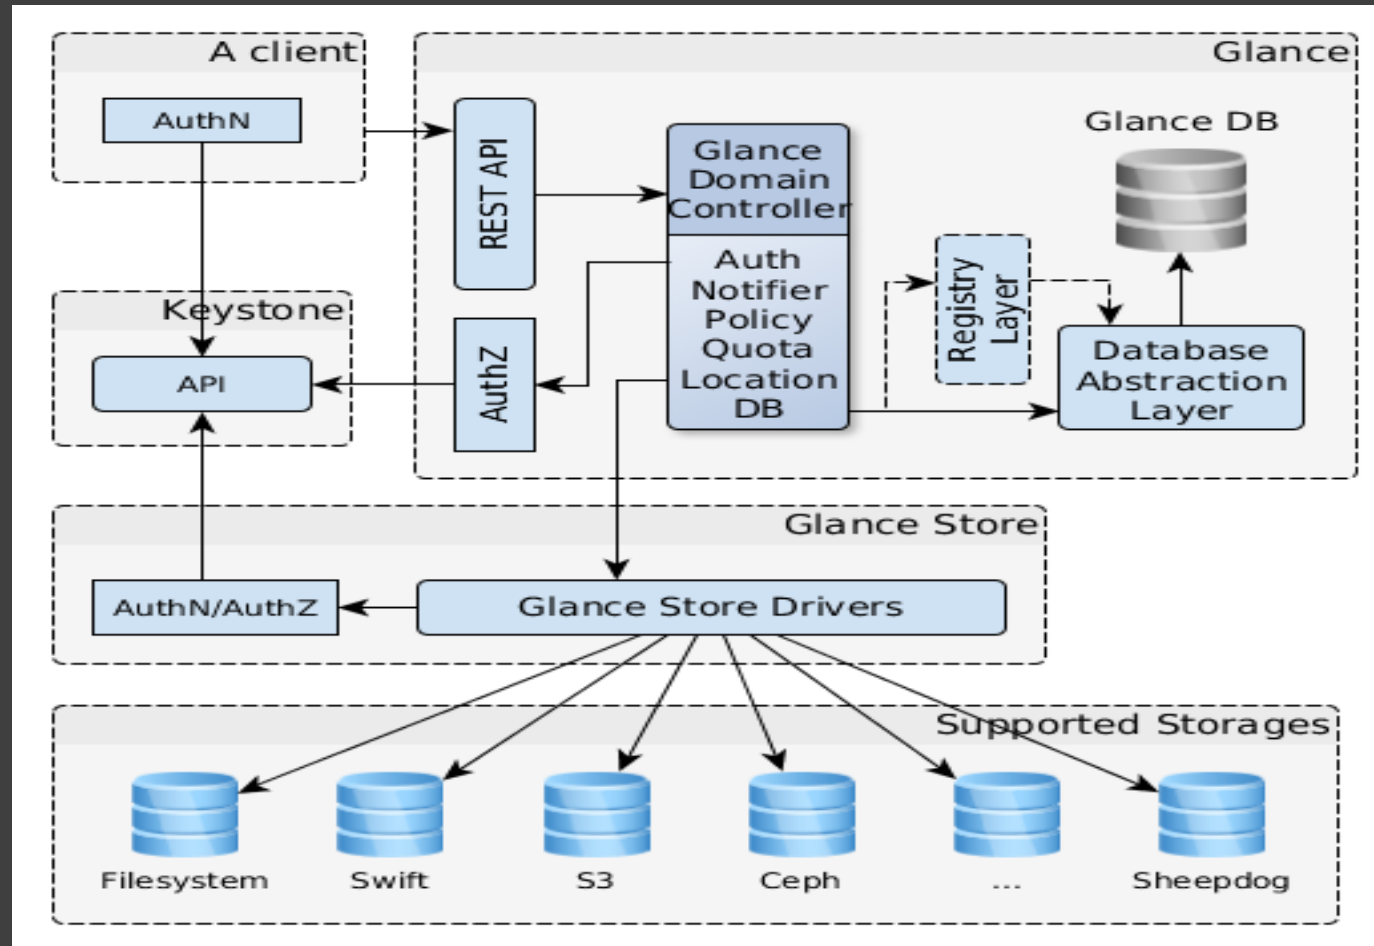 A client
AuthN
Glance
REST API
Glance
Domain
Controller
Auth
Notifier
Policy
Quota
Location
DB
Glance DB
Registry
Layer
Database
Abstraction
Layer
AuthZ
Keystone
API
Glance Store
AuthN/AuthZ
Glance Store Drivers
Supported Storages
Filesystem
Swift
S3
Ceph
...
Sheepdog